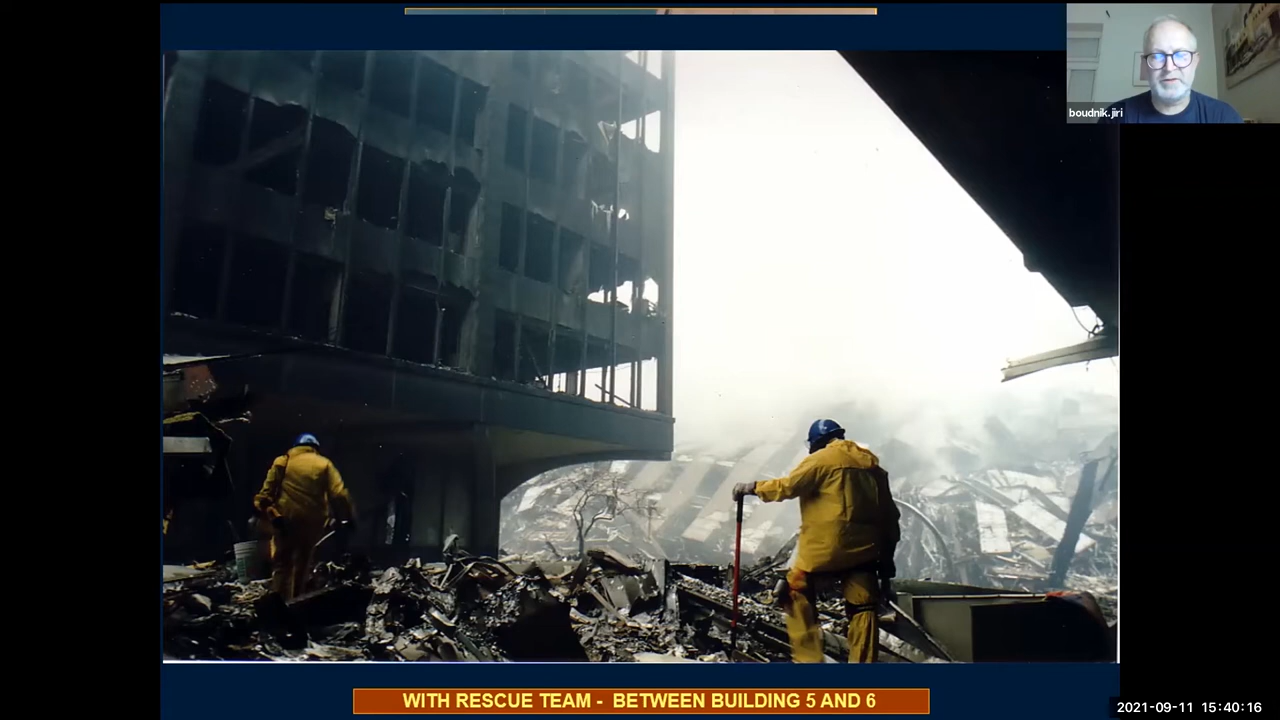 boudnik.jiri
WITH RESCUE TEAM - BETWEEN BUILDING 5 AND 6
2021-09-11 15:40:16